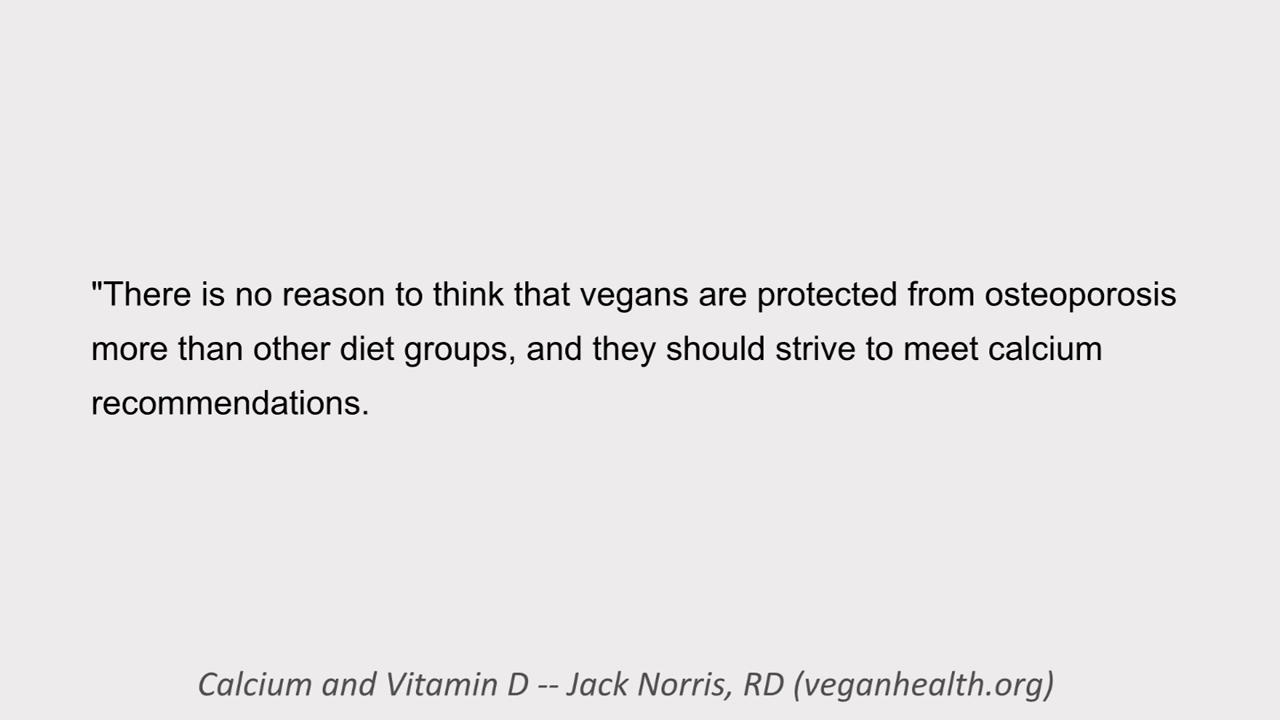 "There is no reason to think that vegans are protected from osteoporosis
more than other diet groups, and they should strive to meet calcium
recommendations.
Calcium and Vitamin D -- Jack Norris, RD (veganhealth.org)